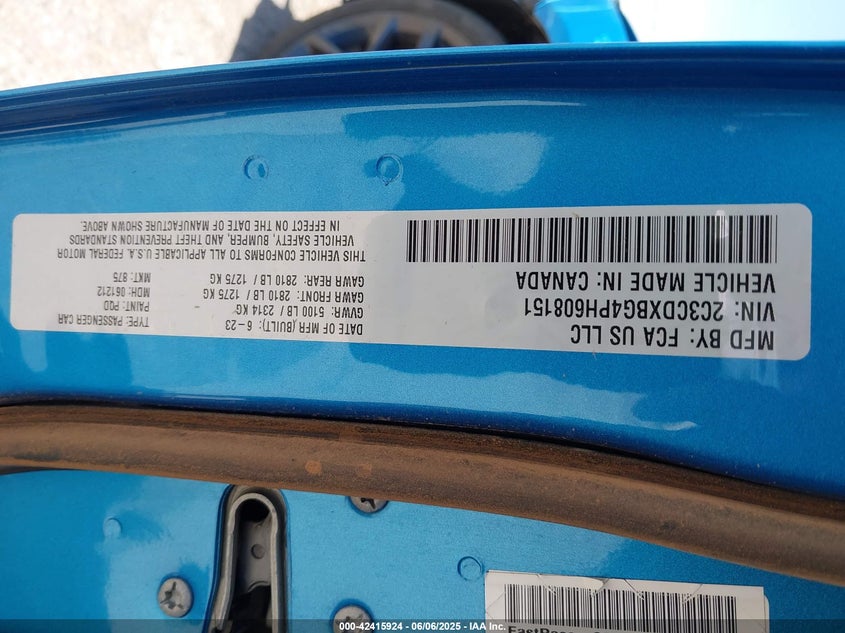 MFD BY: FCA US LLC
VIN: 2C3CDXBG4PH608151
VEHICLE MADE IN: CANADA
DATE OF MFR (BUILT): 6-23
GVWR: 5100 LB / 2314 KG
GAWR FRONT: 2810 LB / 1275 KG
GAWR REAR: 2810 LB / 1275 KG
TYPE: PASSENGER CAR
PAINT: PQD
MDH: 061212
MKT: 875
THIS VEHICLE CONFORMS TO ALL APPLICABLE U.S.A. FEDERAL MOTOR
VEHICLE SAFETY, BUMPER, AND THEFT PREVENTION STANDARDS
IN EFFECT ON THE DATE OF MANUFACTURE SHOWN ABOVE.
000-42415924 - 06/06/2025 - IAA Inc.